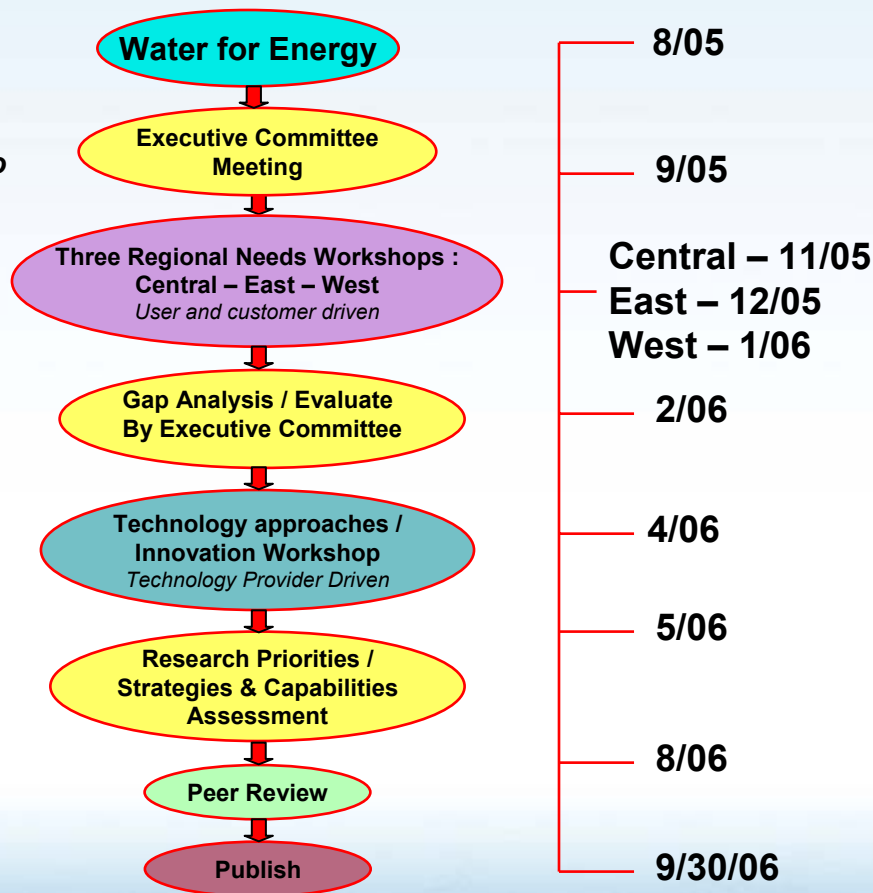 Water for Energy
8/05
Executive Committee
Meeting
9/05
Three Regional Needs Workshops :
Central – East – West
User and customer driven
Central – 11/05
East – 12/05
West – 1/06
Gap Analysis / Evaluate
By Executive Committee
2/06
Technology approaches /
Innovation Workshop
Technology Provider Driven
4/06
Research Priorities /
Strategies & Capabilities
Assessment
5/06
Peer Review
8/06
Publish
9/30/06